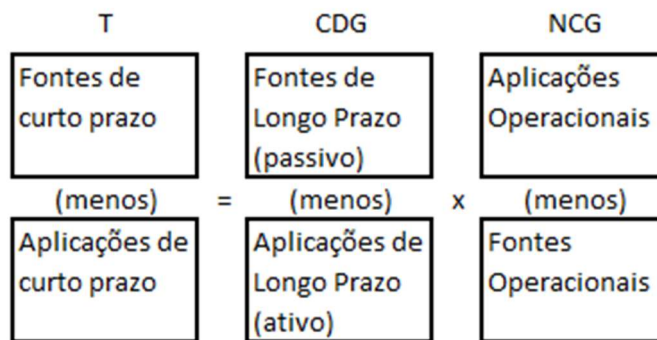 T CDG NCG
Fontes de
curto prazo
Fontes de
Longo Prazo
(passivo)
Aplicações
Operacionais
(menos) = (menos) x (menos)
Aplicações de
curto prazo
Aplicações de
Longo Prazo
(ativo)
Fontes
Operacionais